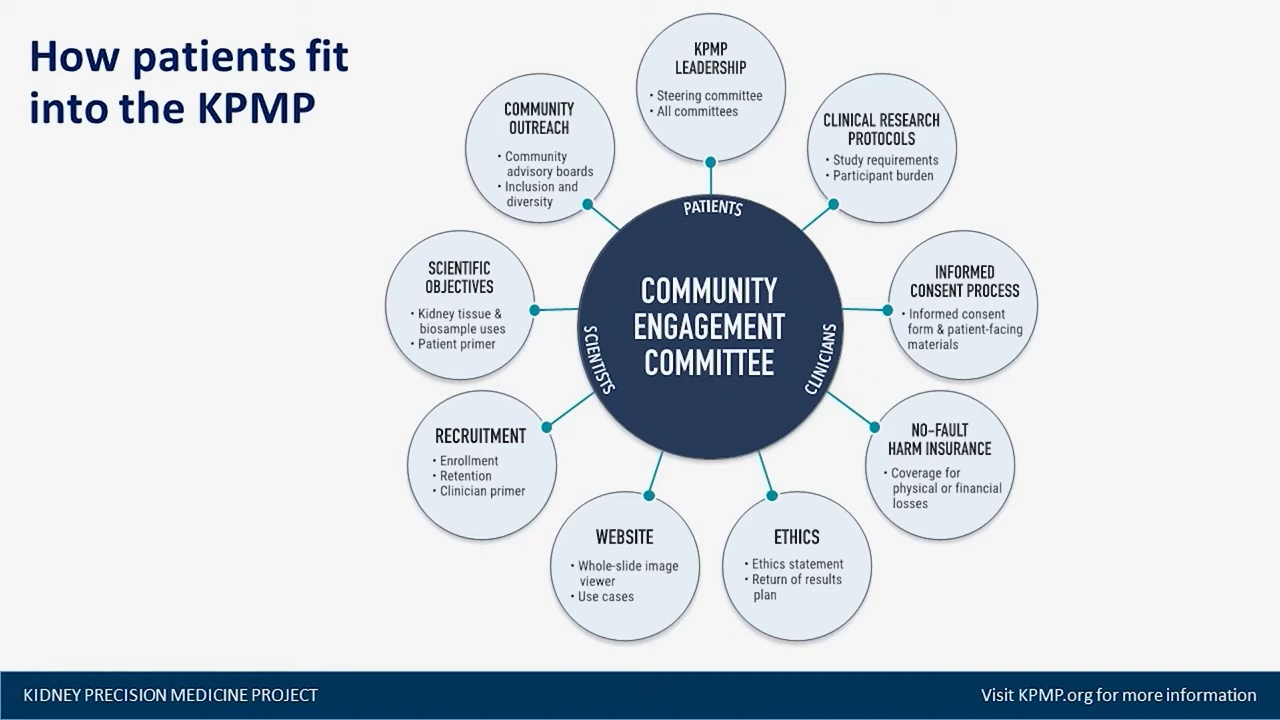 How patients fit
into the KPMP
KPMP
LEADERSHIP
• Steering committee
• All committees
CLINICAL RESEARCH
PROTOCOLS
• Study requirements
• Participant burden
INFORMED
CONSENT PROCESS
• Informed consent
form & patient-facing
materials
NO-FAULT
HARM INSURANCE
• Coverage for
physical or financial
losses
ETHICS
• Ethics statement
• Return of results
plan
WEBSITE
• Whole-slide image
viewer
• Use cases
RECRUITMENT
• Enrollment
• Retention
• Clinician primer
SCIENTIFIC
OBJECTIVES
• Kidney tissue &
biosample uses
• Patient primer
COMMUNITY
OUTREACH
• Community
advisory boards
• Inclusion and
diversity
PATIENTS
COMMUNITY
ENGAGEMENT
COMMITTEE
SCIENTISTS
CLINICIANS
KIDNEY PRECISION MEDICINE PROJECT
Visit KPMP.org for more information